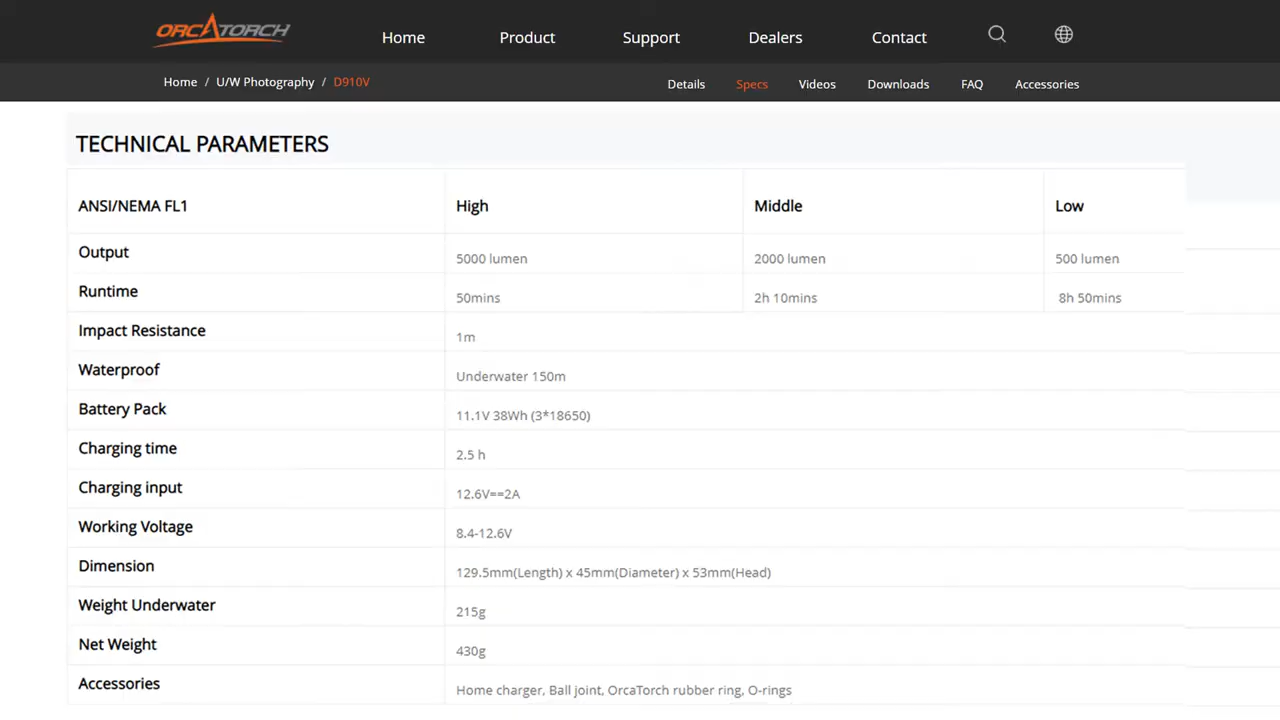 ORCATORCH
Home Product Support Dealers Contact
Home / U/W Photography / D910V
Details Specs Videos Downloads FAQ Accessories
TECHNICAL PARAMETERS
ANSI/NEMA FL1 High Middle Low
Output 5000 lumen 2000 lumen 500 lumen
Runtime 50mins 2h 10mins 8h 50mins
Impact Resistance 1m
Waterproof Underwater 150m
Battery Pack 11.1V 38Wh (3*18650)
Charging time 2.5 h
Charging input 12.6V==2A
Working Voltage 8.4-12.6V
Dimension 129.5mm(Length) x 45mm(Diameter) x 53mm(Head)
Weight Underwater 215g
Net Weight 430g
Accessories Home charger, Ball joint, OrcaTorch rubber ring, O-rings